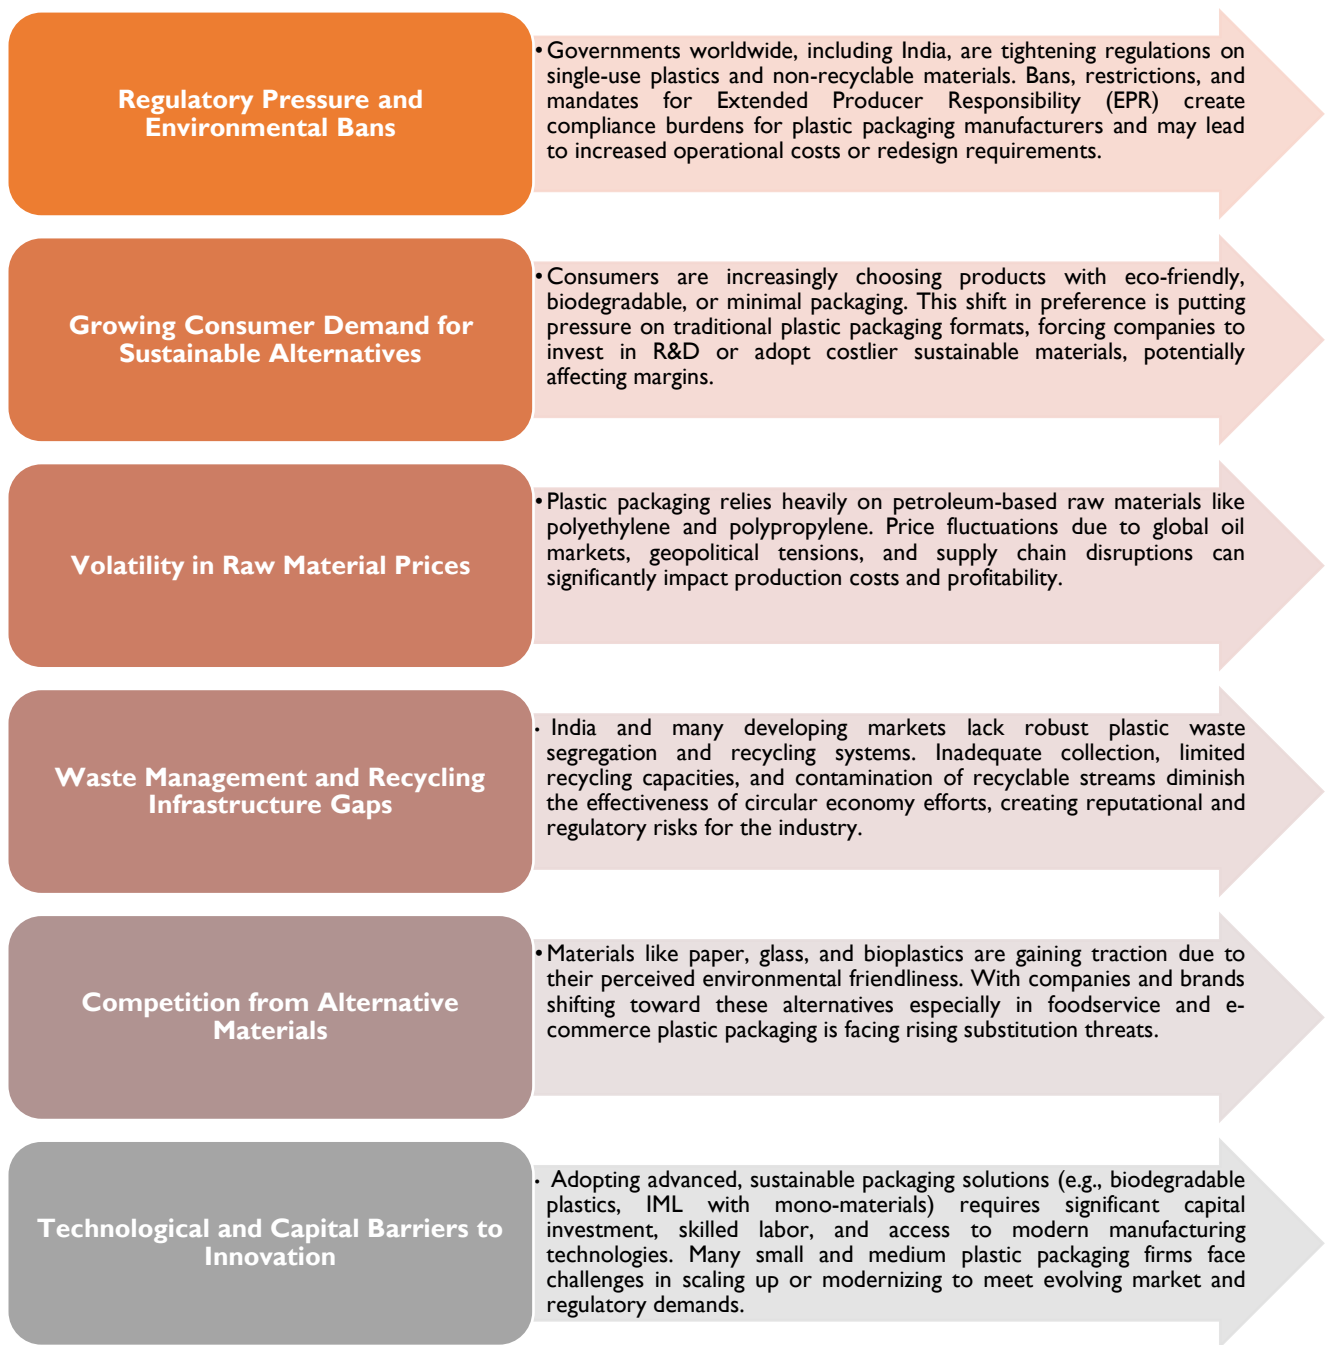 Regulatory Pressure and
Environmental Bans
•Governments worldwide, including India, are tightening regulations on
single-use plastics and non-recyclable materials. Bans, restrictions, and
mandates for Extended Producer Responsibility (EPR) create
compliance burdens for plastic packaging manufacturers and may lead
to increased operational costs or redesign requirements.
Growing Consumer Demand for
Sustainable Alternatives
•Consumers are increasingly choosing products with eco-friendly,
biodegradable, or minimal packaging. This shift in preference is putting
pressure on traditional plastic packaging formats, forcing companies to
invest in R&D or adopt costlier sustainable materials, potentially
affecting margins.
Volatility in Raw Material Prices
•Plastic packaging relies heavily on petroleum-based raw materials like
polyethylene and polypropylene. Price fluctuations due to global oil
markets, geopolitical tensions, and supply chain disruptions can
significantly impact production costs and profitability.
Waste Management and Recycling
Infrastructure Gaps
• India and many developing markets lack robust plastic waste
segregation and recycling systems. Inadequate collection, limited
recycling capacities, and contamination of recyclable streams diminish
the effectiveness of circular economy efforts, creating reputational and
regulatory risks for the industry.
Competition from Alternative
Materials
•Materials like paper, glass, and bioplastics are gaining traction due to
their perceived environmental friendliness. With companies and brands
shifting toward these alternatives especially in foodservice and e-
commerce plastic packaging is facing rising substitution threats.
Technological and Capital Barriers to
Innovation
• Adopting advanced, sustainable packaging solutions (e.g., biodegradable
plastics, IML with mono-materials) requires significant capital
investment, skilled labor, and access to modern manufacturing
technologies. Many small and medium plastic packaging firms face
challenges in scaling up or modernizing to meet evolving market and
regulatory demands.